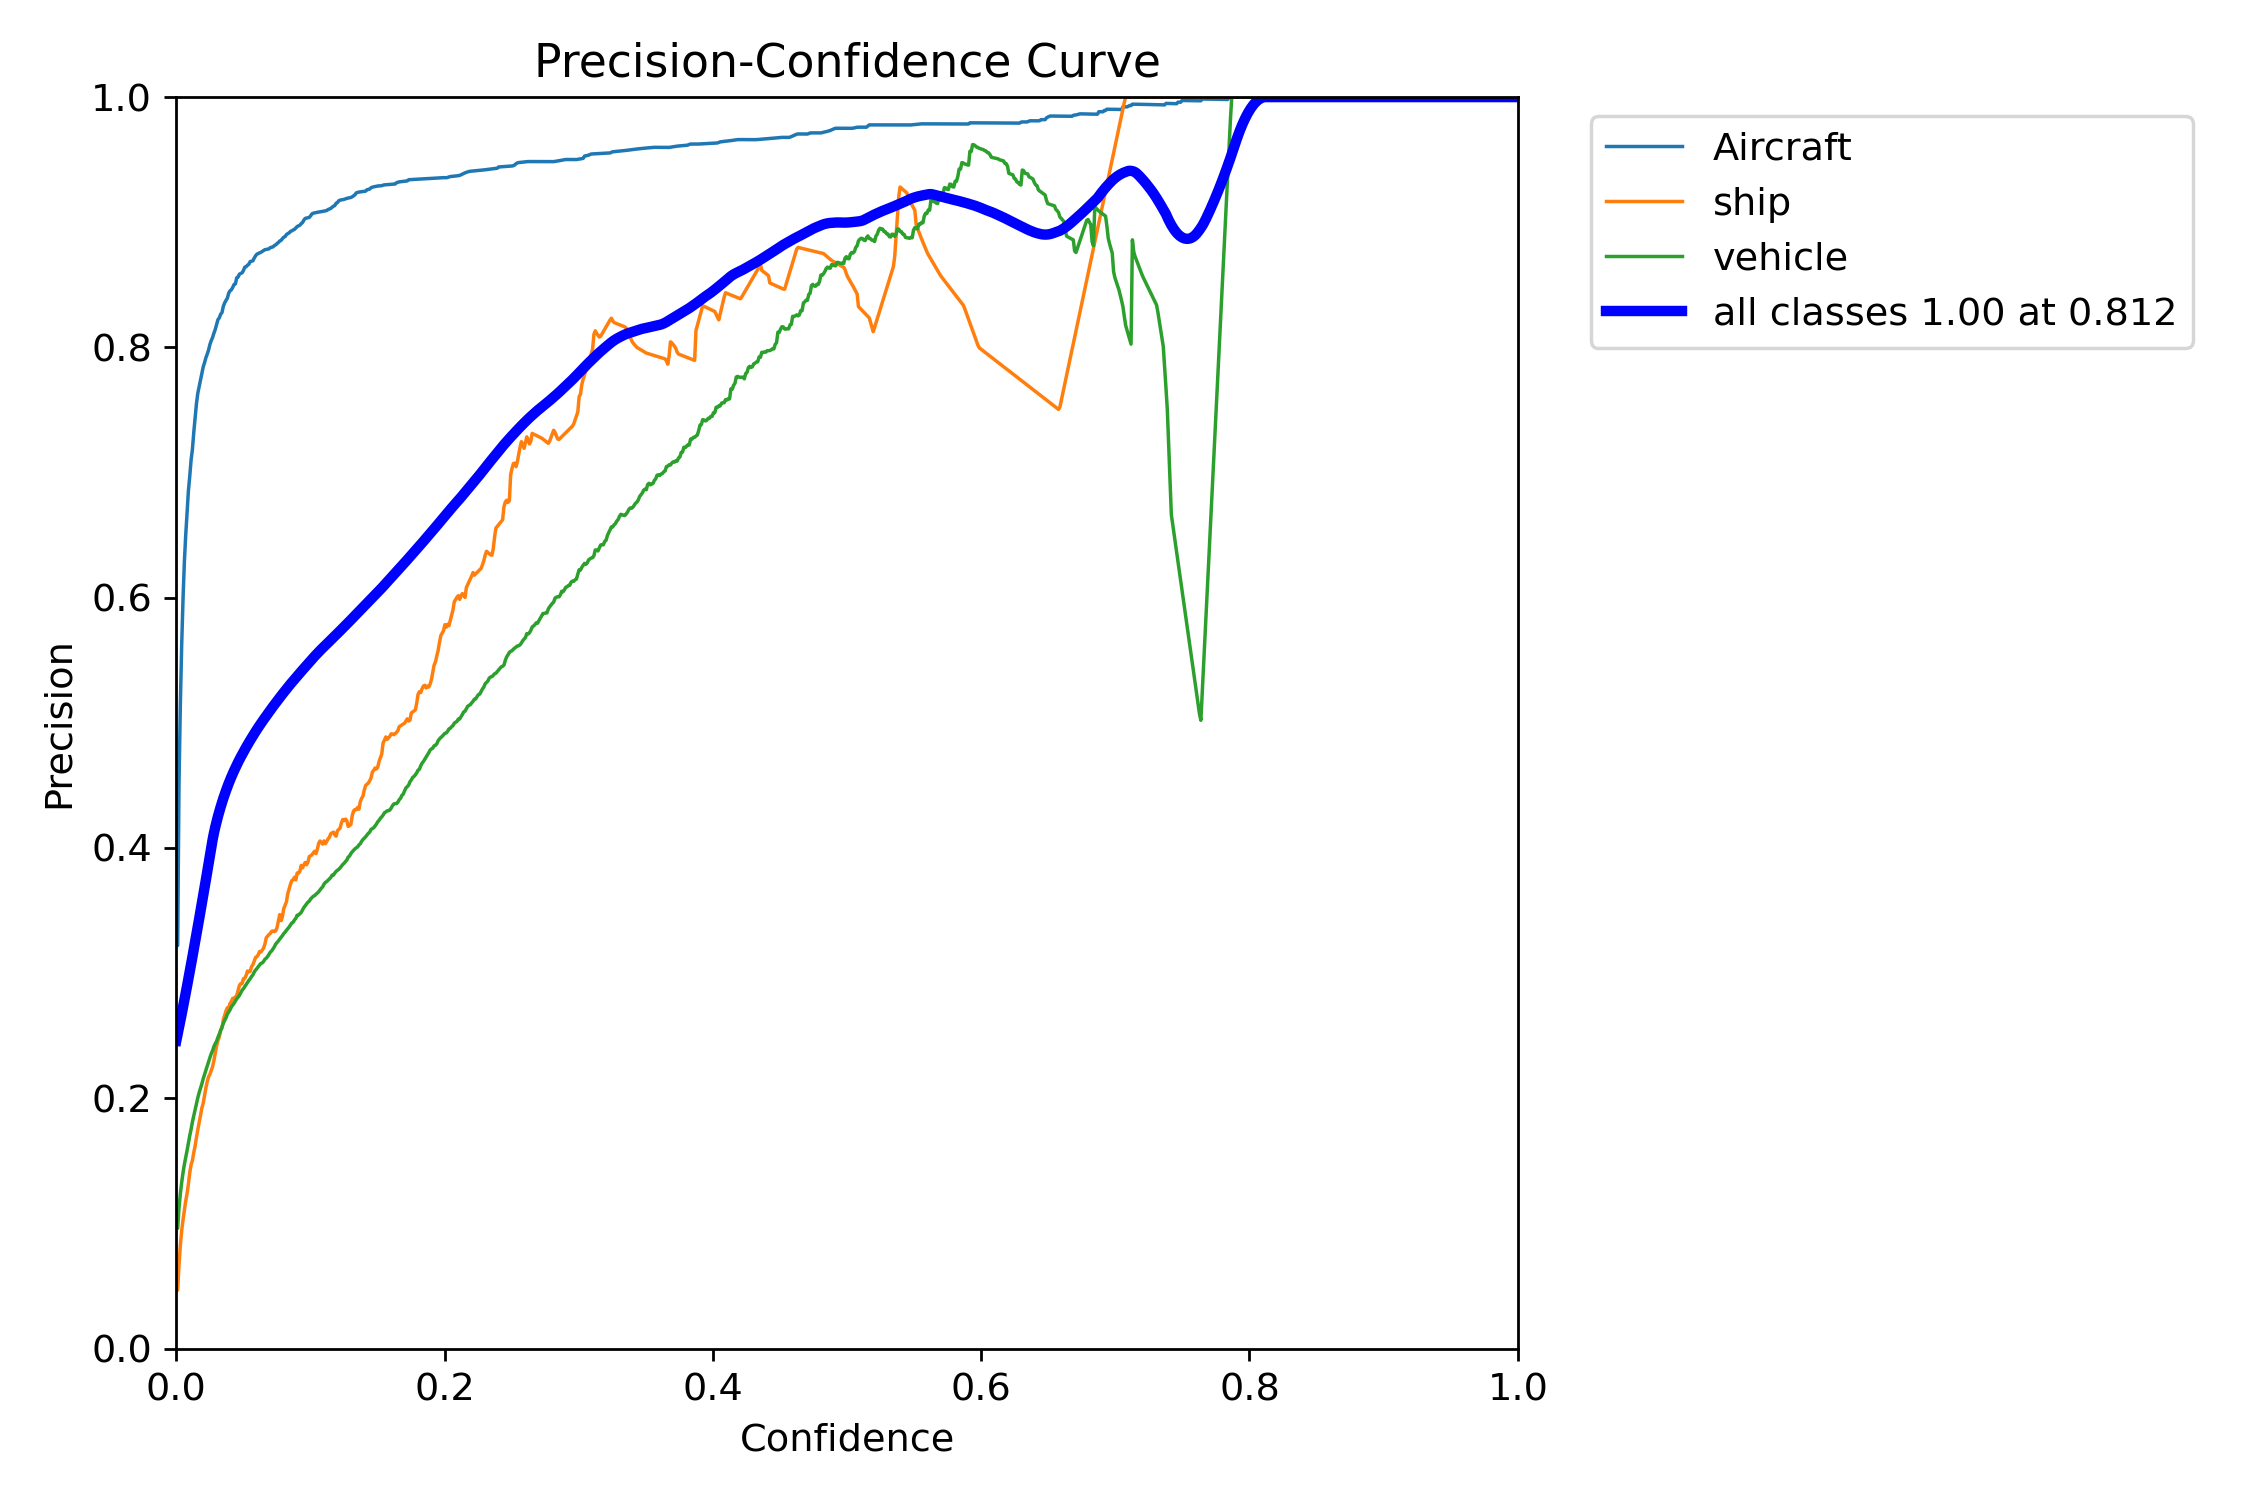 Precision-Confidence Curve
1.0
0.8
0.6
0.4
0.2
0.0
Precision
0.0 0.2 0.4 0.6 0.8 1.0
Confidence
Aircraft
ship
vehicle
all classes 1.00 at 0.812